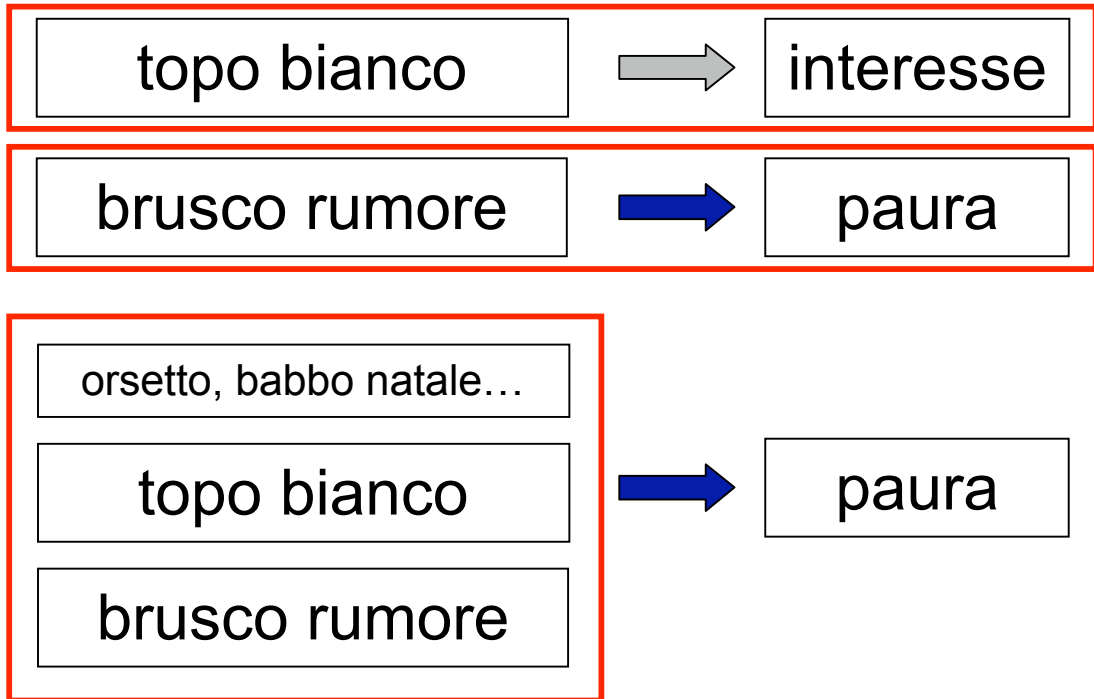 topo bianco
interesse
brusco rumore
paura
orsetto, babbo natale…
topo bianco
paura
brusco rumore